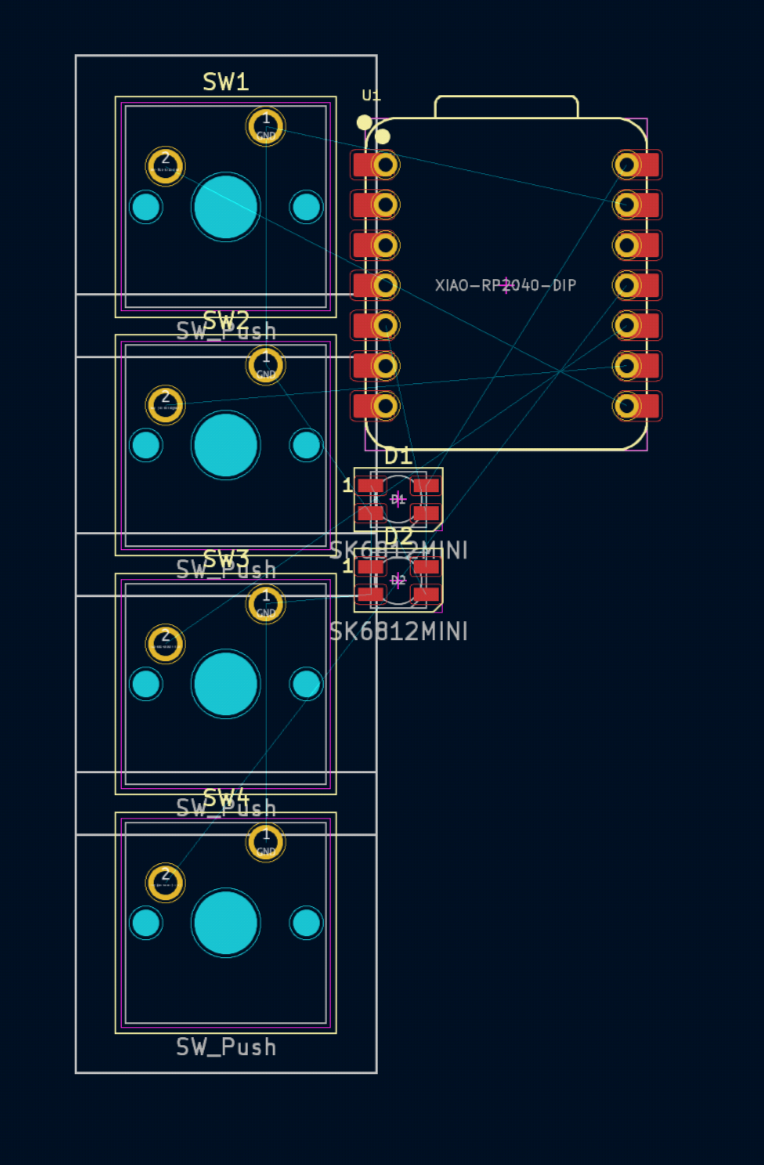 SW1
U1
1
GND
2
XIAO-RP2040-DIP
SW_Push
SW2
1
GND
2
D1
1
D1
SK6812MINI
D2
1
D2
SK6812MINI
SW_Push
SW3
1
GND
2
SW_Push
SW4
1
GND
2
SW_Push